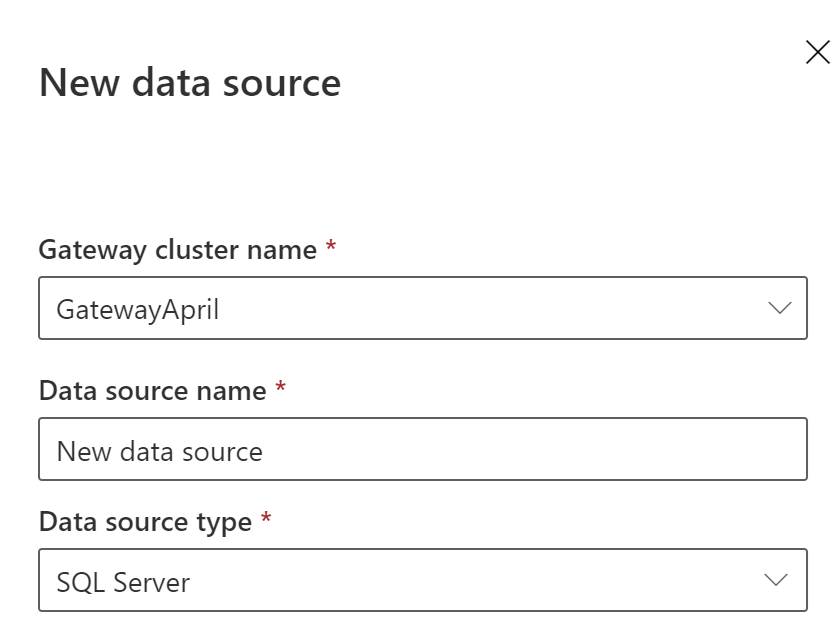 New data source
Gateway cluster name *
GatewayApril
Data source name *
New data source
Data source type *
SQL Server